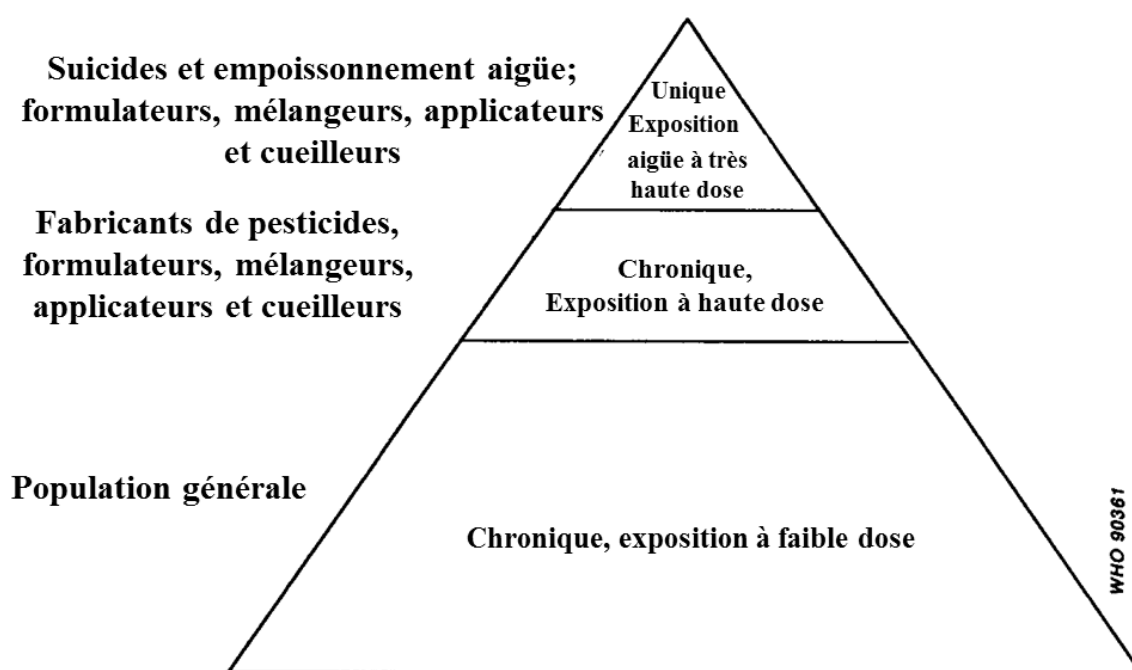 Suicides et empoissonnement aigüe;
formulateurs, mélangeurs, applicateurs
et cueilleurs
Unique
Exposition
aigüe à très
haute dose
Fabricants de pesticides,
formulateurs, mélangeurs,
applicateurs et cueilleurs
Chronique,
Exposition à haute dose
Population générale
Chronique, exposition à faible dose
WHO 90361